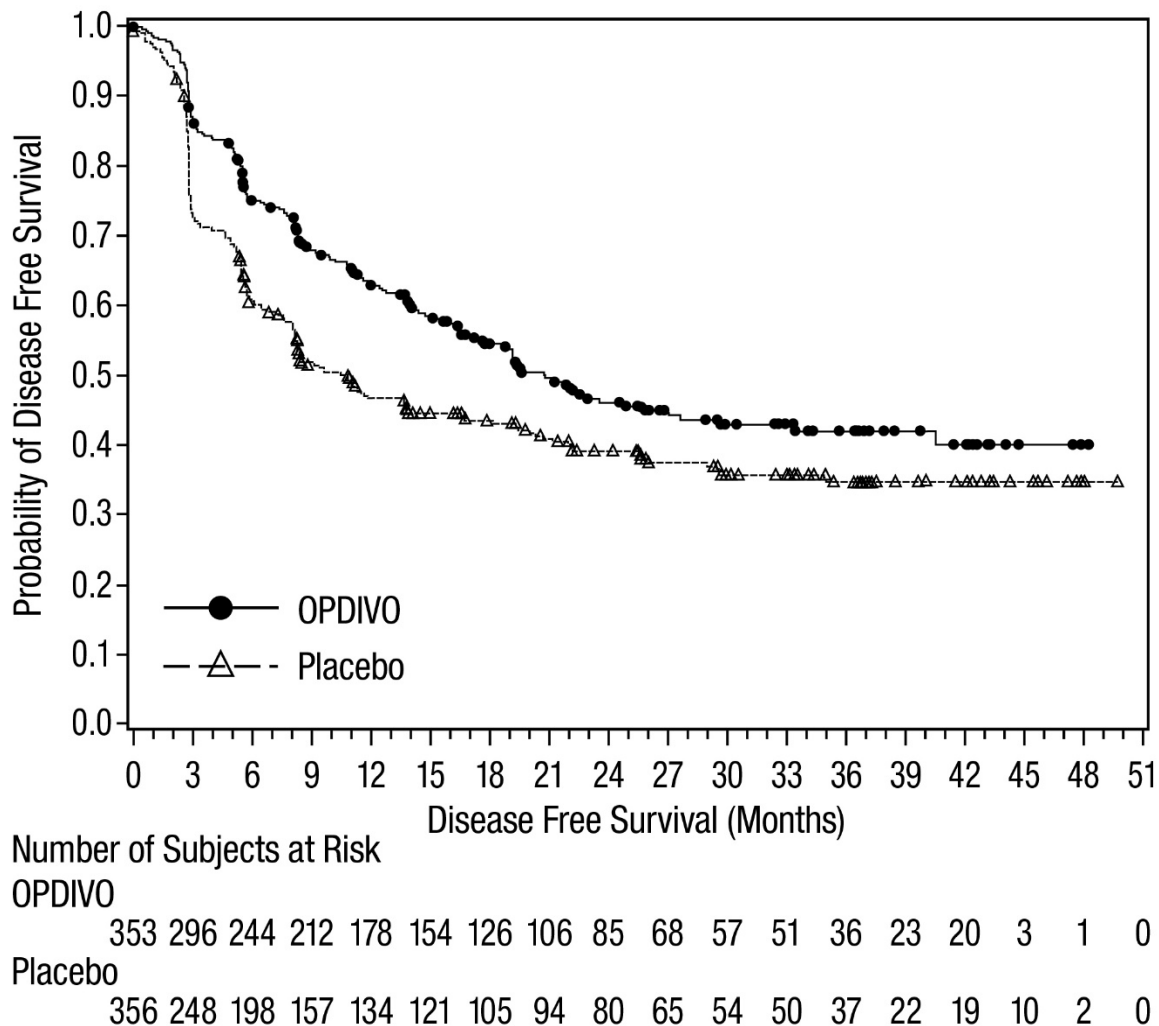 Probability of Disease Free Survival
1.0
0.9
0.8
0.7
0.6
0.5
0.4
0.3
0.2
0.1
0.0
OPDIVO
Placebo
0 3 6 9 12 15 18 21 24 27 30 33 36 39 42 45 48 51
Disease Free Survival (Months)
Number of Subjects at Risk
OPDIVO
353 296 244 212 178 154 126 106 85 68 57 51 36 23 20 3 1 0
Placebo
356 248 198 157 134 121 105 94 80 65 54 50 37 22 19 10 2 0